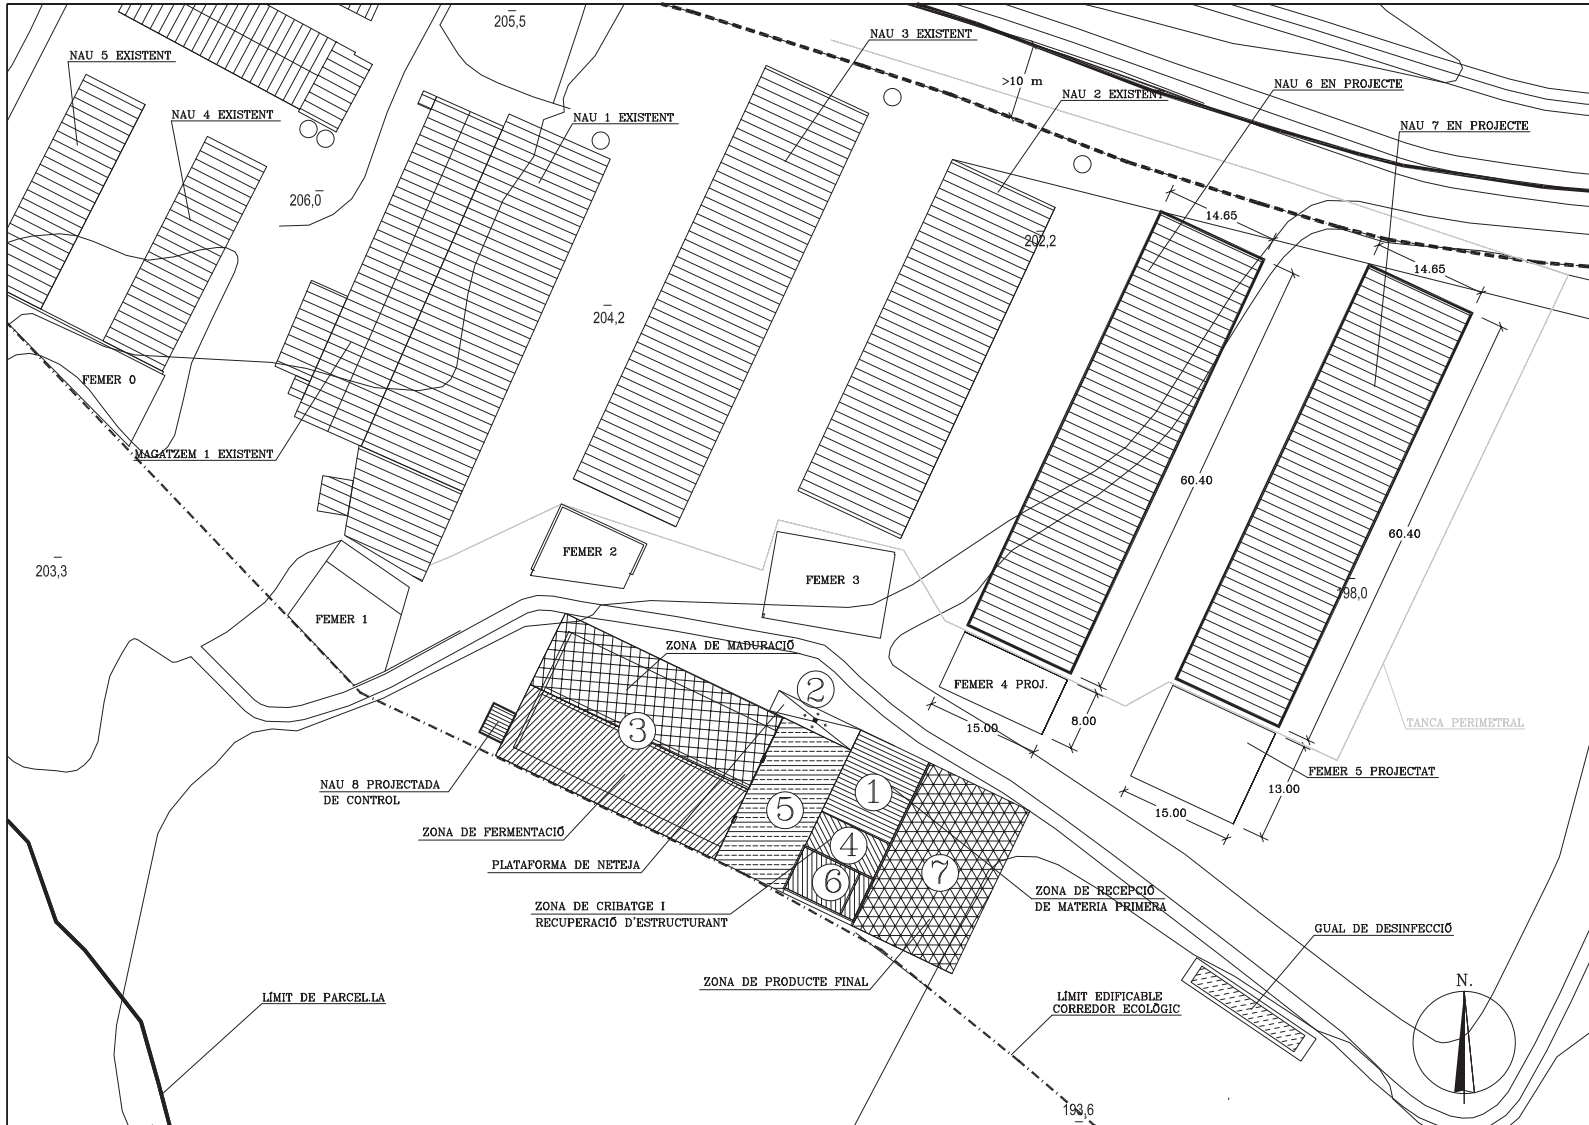 205,5
NAU 3 EXISTENT
NAU 5 EXISTENT
>10 m
NAU 6 EN PROJECTE
NAU 2 EXISTENT
NAU 4 EXISTENT
NAU 1 EXISTENT
NAU 7 EN PROJECTE
206,0
14.65
202,2
14.65
204,2
FEMER 0
MAGATZEM 1 EXISTENT
60.40
60.40
FEMER 2
203,3
FEMER 3
198,0
FEMER 1
ZONA DE MADURACIÓ
FEMER 4 PROJ.
2
15.00
8.00
TANCA PERIMETRAL
3
FEMER 5 PROJECTAT
NAU 8 PROJECTADA
DE CONTROL
13.00
1
5
15.00
ZONA DE FERMENTACIÓ
4
PLATAFORMA DE NETEJA
7
6
ZONA DE RECEPCIÓ
DE MATERIA PRIMERA
ZONA DE CRIBATGE I
RECUPERACIÓ D'ESTRUCTURANT
GUAL DE DESINFECCIÓ
ZONA DE PRODUCTE FINAL
N.
LÍMIT DE PARCEL.LA
LÍMIT EDIFICABLE
CORREDOR ECOLÒGIC
193,6